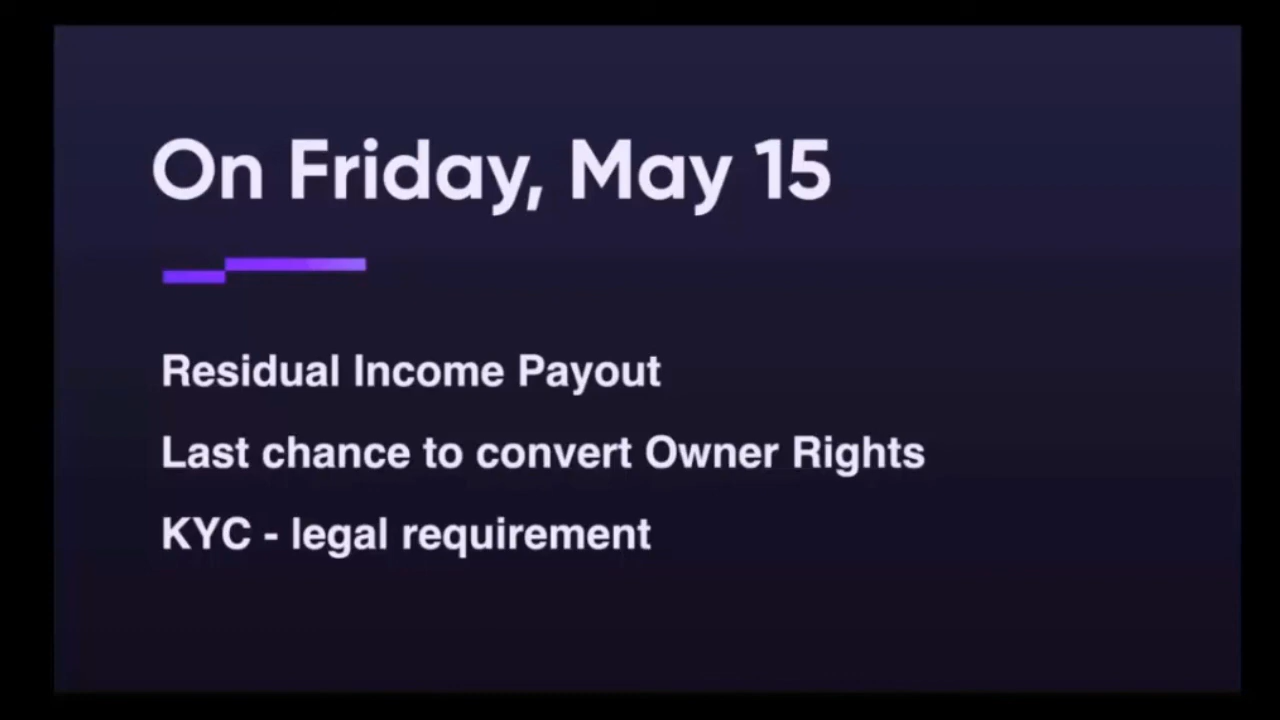 On Friday, May 15
Residual Income Payout
Last chance to convert Owner Rights
KYC - legal requirement